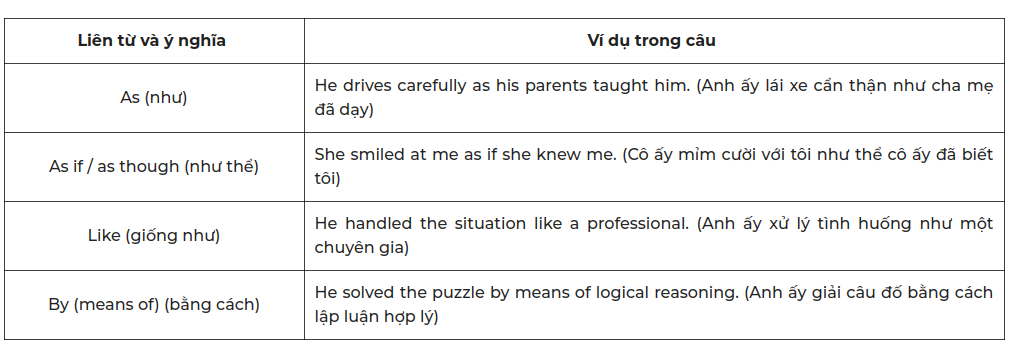 Liên từ và ý nghĩa
Ví dụ trong câu
As (như)
He drives carefully as his parents taught him. (Anh ấy lái xe cẩn thận như cha mẹ
đã dạy)
As if / as though (như thể)
She smiled at me as if she knew me. (Cô ấy mỉm cười với tôi như thể cô ấy đã biết
tôi)
Like (giống như)
He handled the situation like a professional. (Anh ấy xử lý tình huống như một
chuyên gia)
By (means of) (bằng cách)
He solved the puzzle by means of logical reasoning. (Anh ấy giải câu đố bằng cách
lập luận hợp lý)